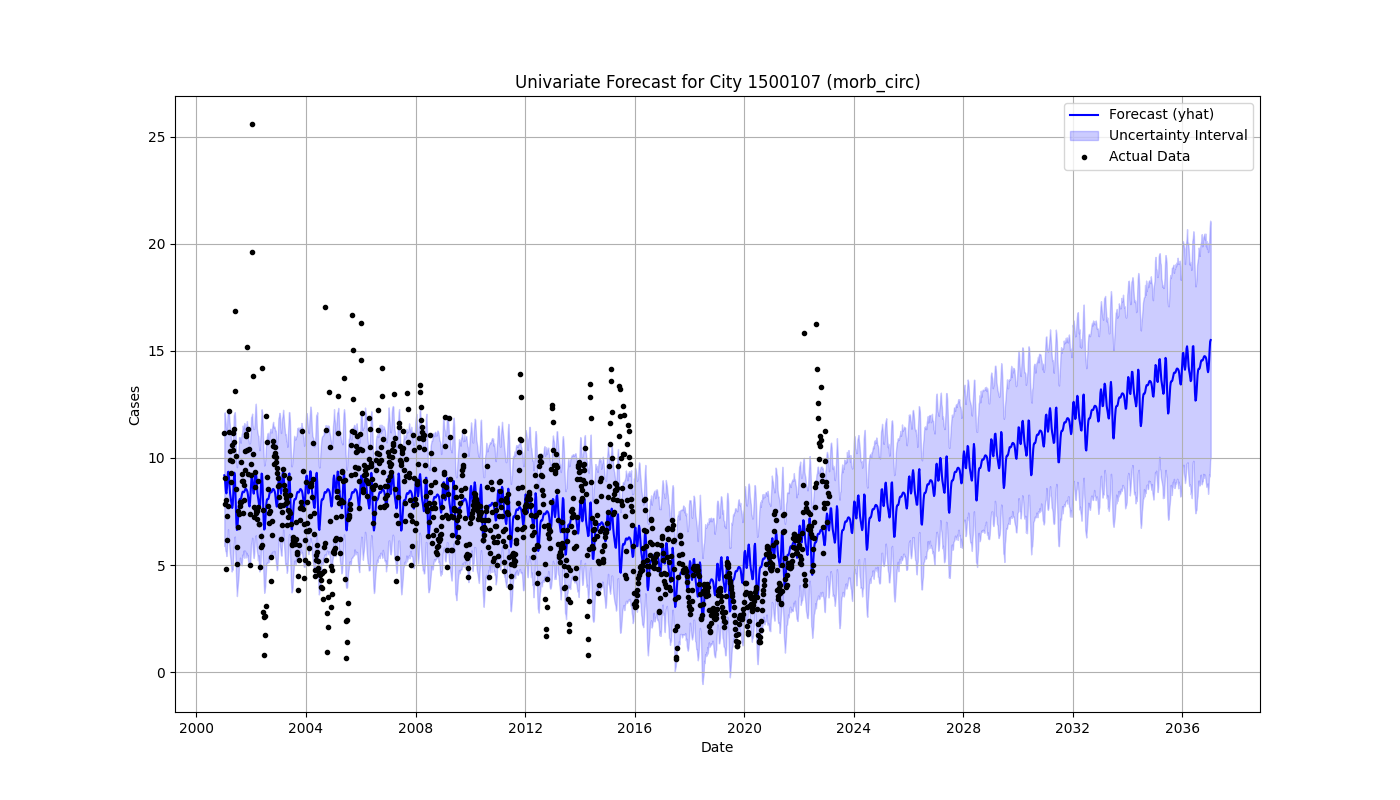 Univariate Forecast for City 1500107 (morb_circ)
Forecast (yhat)
Uncertainty Interval
Actual Data
Cases
25
20
15
10
5
0
2000 2004 2008 2012 2016 2020 2024 2028 2032 2036
Date